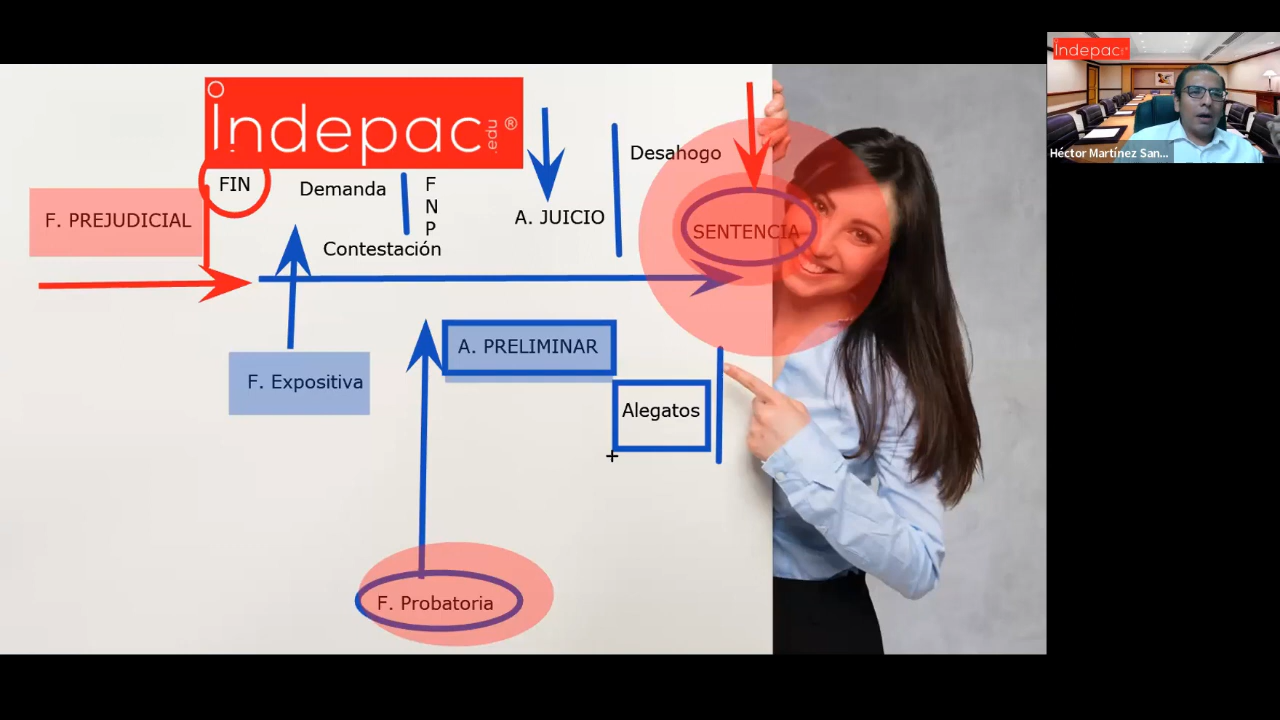 indepac
.edu
®
FIN
Demanda
F
N
P
F. PREJUDICIAL
Contestación
A. JUICIO
Desahogo
SENTENCIA
A. PRELIMINAR
F. Expositiva
Alegatos
F. Probatoria
indepac
Héctor Martínez San...